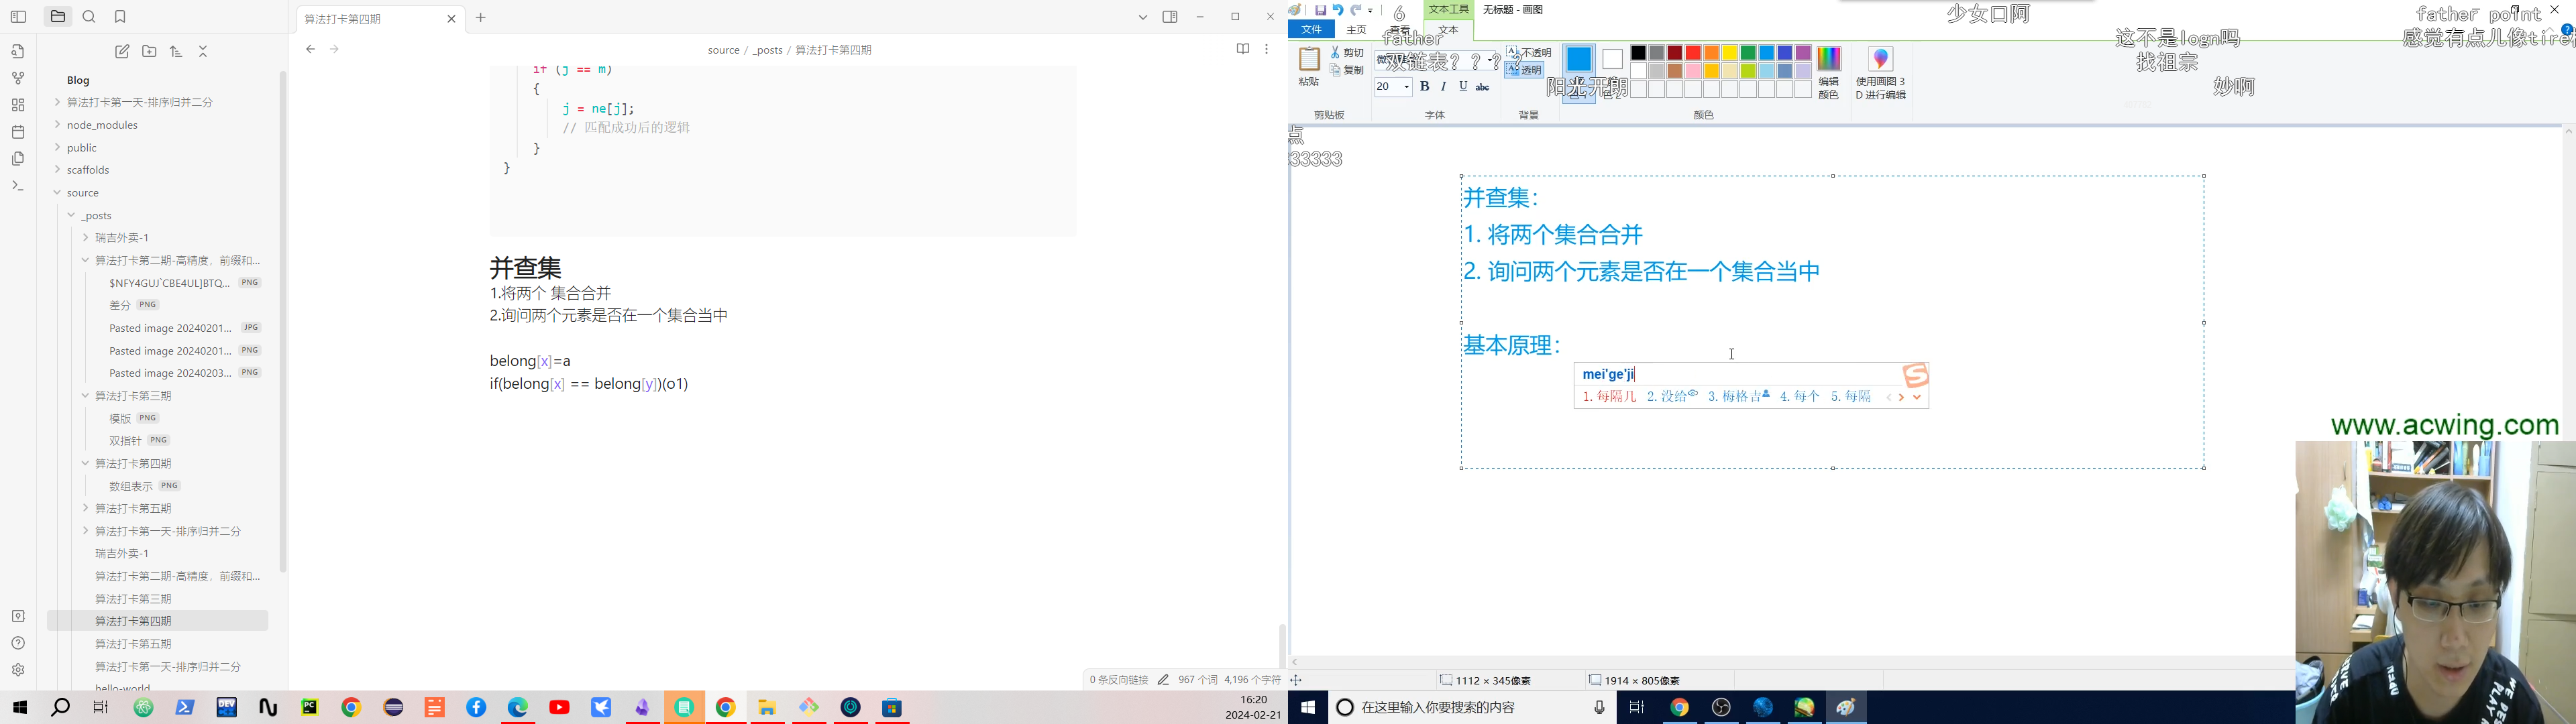 算法打卡第四期
source / _posts / 算法打卡第四期
Blog
算法打卡第一天-排序归并二分
node_modules
public
scaffolds
source
_posts
瑞吉外卖-1
算法打卡第二期-高精度，前缀和...
$NFY4GUJ`CBE4UL]BTQ... PNG
差分 PNG
Pasted image 20240201... JPG
Pasted image 20240201... PNG
Pasted image 20240203... PNG
算法打卡第三期
模版 PNG
双指针 PNG
算法打卡第四期
数组表示 PNG
算法打卡第五期
算法打卡第一天-排序归并二分
瑞吉外卖-1
算法打卡第二期-高精度，前缀和...
算法打卡第三期
算法打卡第四期
算法打卡第五期
算法打卡第一天-排序归并二分
hello-world
if (j == m)
{
j = ne[j];
// 匹配成功后的逻辑
}
}
并查集
1.将两个 集合合并
2.询问两个元素是否在一个集合当中
belong[x]=a
if(belong[x] == belong[y])(o1)
0 条反向链接 967 个词 4,196 个字符
16:20
2024-02-21
文本工具 无标题 - 画图
文件 主页 查看 文本
粘贴
剪切
复制
剪贴板
20
B I U abc
字体
不透明
透明
背景
颜色
编辑
颜色
使用画图 3
D 进行编辑
6
father
双链表？？？？
阳光开朗
少女口阿
这不是logn吗
找祖宗
妙啊
father point
感觉有点儿像tire
点
33333
并查集：
1. 将两个集合合并
2. 询问两个元素是否在一个集合当中
基本原理：
mei'ge'ji
1. 每隔几 2. 没给 3. 梅格吉 4. 每个 5. 每隔
www.acwing.com
1112 × 345像素
1914 × 805像素
在这里输入你要搜索的内容